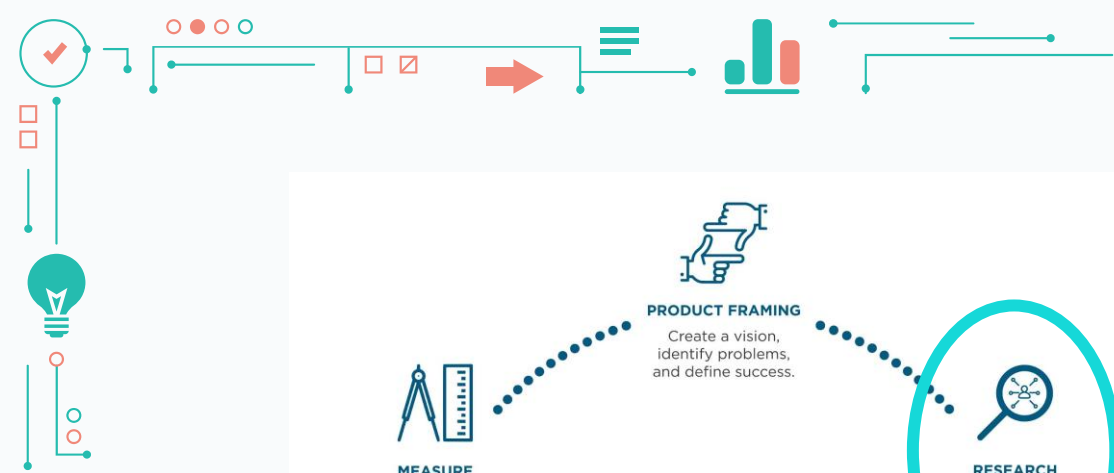 PRODUCT FRAMING
Create a vision,
identify problems,
and define success.
MEASURE
RESEARCH